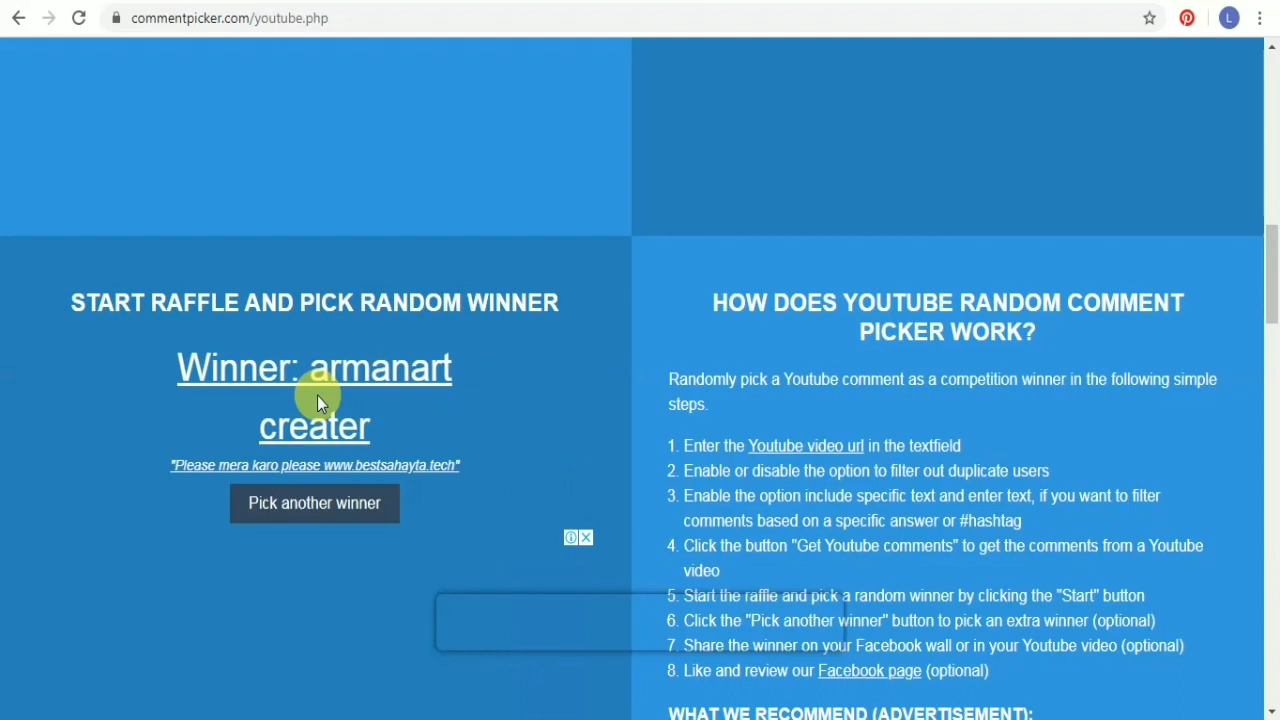 commentpicker.com/youtube.php
L
START RAFFLE AND PICK RANDOM WINNER
Winner: armanart
creater
"Please mera karo please www.bestsahayta.tech"
Pick another winner
HOW DOES YOUTUBE RANDOM COMMENT
PICKER WORK?
Randomly pick a Youtube comment as a competition winner in the following simple
steps.
1. Enter the Youtube video url in the textfield
2. Enable or disable the option to filter out duplicate users
3. Enable the option include specific text and enter text, if you want to filter
comments based on a specific answer or #hashtag
4. Click the button "Get Youtube comments" to get the comments from a Youtube
video
5. Start the raffle and pick a random winner by clicking the "Start" button
6. Click the "Pick another winner" button to pick an extra winner (optional)
7. Share the winner on your Facebook wall or in your Youtube video (optional)
8. Like and review our Facebook page (optional)
WHAT WE RECOMMEND (ADVERTISEMENT):